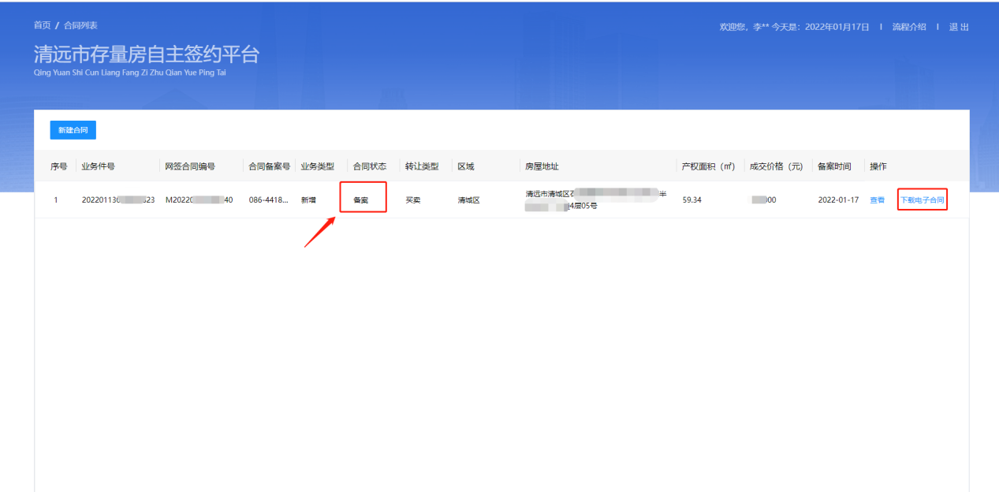 首页 / 合同列表
欢迎您，李** 今天是：2022年01月17日 | 流程介绍 | 退 出
清远市存量房自主签约平台
Qing Yuan Shi Cun Liang Fang Zi Zhu Qian Yue Ping Tai
新建合同
序号 业务件号 网签合同编号 合同备案号 业务类型 合同状态 转让类型 区域 房屋地址 产权面积（㎡） 成交价格（元） 备案时间 操作
1 20220113 23 M2022 40 086-4418... 新增 备案 买卖 清城区 清远市清城区 59.34 00 2022-01-17 查看 下载电子合同
4层05号